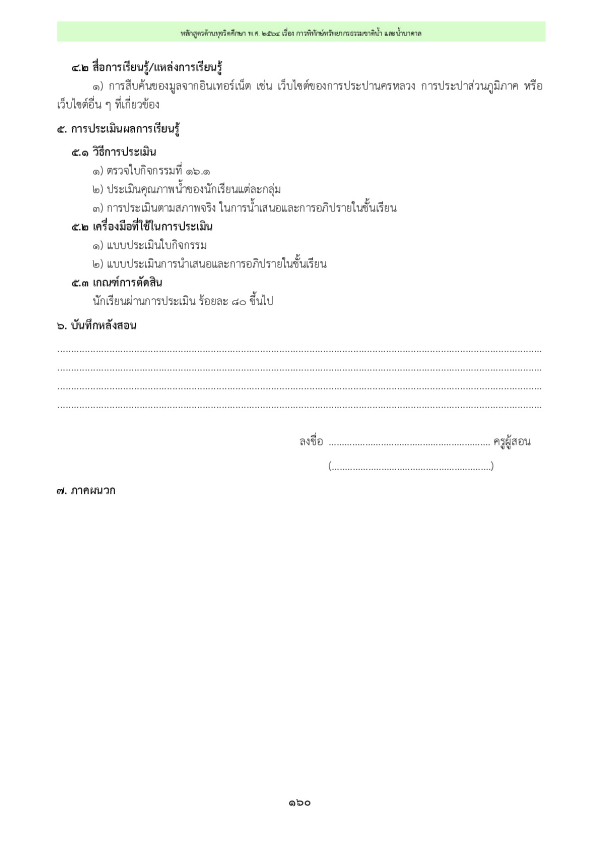 หลักสูตรต้านทุจริตศึกษา พ.ศ. ๒๕๖๔ เรื่อง การพิทักษ์ทรัพยากรธรรมชาติน้ำ และน้ำบาดาล
๔.๒ สื่อการเรียนรู้/แหล่งการเรียนรู้
๑) การสืบค้นของมูลจากอินเทอร์เน็ต เช่น เว็บไซต์ของการประปานครหลวง การประปาส่วนภูมิภาค หรือ
เว็บไซต์อื่น ๆ ที่เกี่ยวข้อง
๕. การประเมินผลการเรียนรู้
๕.๑ วิธีการประเมิน
๑) ตรวจใบกิจกรรมที่ ๑๖.๑
๒) ประเมินคุณภาพน้ำของนักเรียนแต่ละกลุ่ม
๓) การประเมินตามสภาพจริง ในการนำเสนอและการอภิปรายในชั้นเรียน
๕.๒ เครื่องมือที่ใช้ในการประเมิน
๑) แบบประเมินใบกิจกรรม
๒) แบบประเมินการนำเสนอและการอภิปรายในชั้นเรียน
๕.๓ เกณฑ์การตัดสิน
นักเรียนผ่านการประเมิน ร้อยละ ๘๐ ขึ้นไป
๖. บันทึกหลังสอน
ลงชื่อ ............................................................ ครูผู้สอน
(............................................................)
๗. ภาคผนวก
๑๖๐